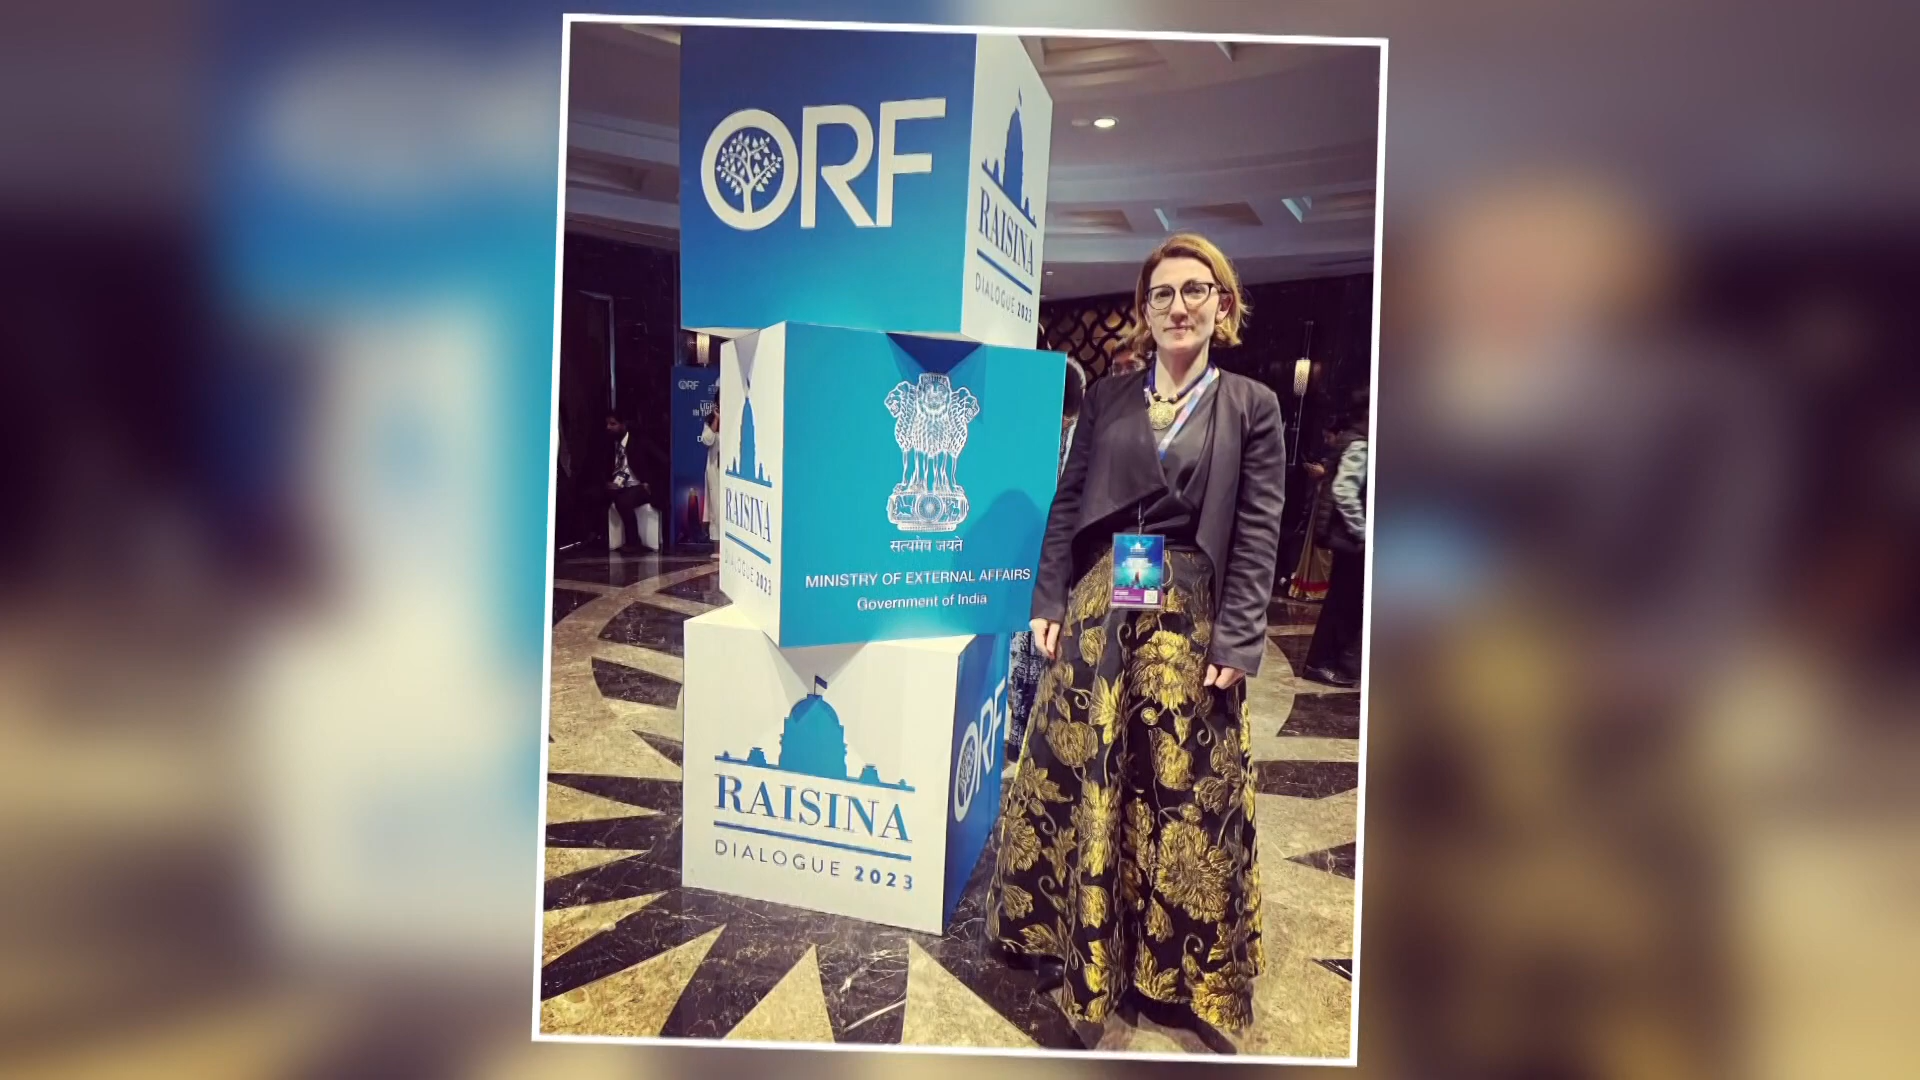 ORF
RAISINA
DIALOGUE 2023
RAISINA
DIALOGUE 2023
सत्यमेव जयते
MINISTRY OF EXTERNAL AFFAIRS
Government of India
RAISINA
DIALOGUE 2023
ORF
ORF